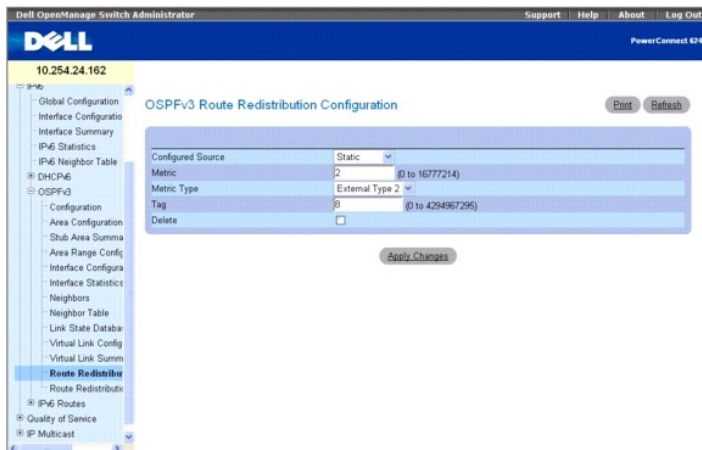 Dell OpenManage Switch Administrator
Support Help About Log Out
DELL
PowerConnect 624
10.254.24.162
IPv6
Global Configuration
Interface Configuratio
Interface Summary
IPv6 Statistics
IPv6 Neighbor Table
DHCPv6
OSPFv3
Configuration
Area Configuration
Stub Area Summa
Area Range Config
Interface Configura
Interface Statistics
Neighbors
Neighbor Table
Link State Databa
Virtual Link Config
Virtual Link Summ
Route Redistribu
Route Redistributio
IPv6 Routes
Quality of Service
IP Multicast
OSPFv3 Route Redistribution Configuration
Print Refresh
Configured Source Static
Metric 2 (0 to 16777214)
Metric Type External Type 2
Tag 8 (0 to 4294967295)
Delete
Apply Changes